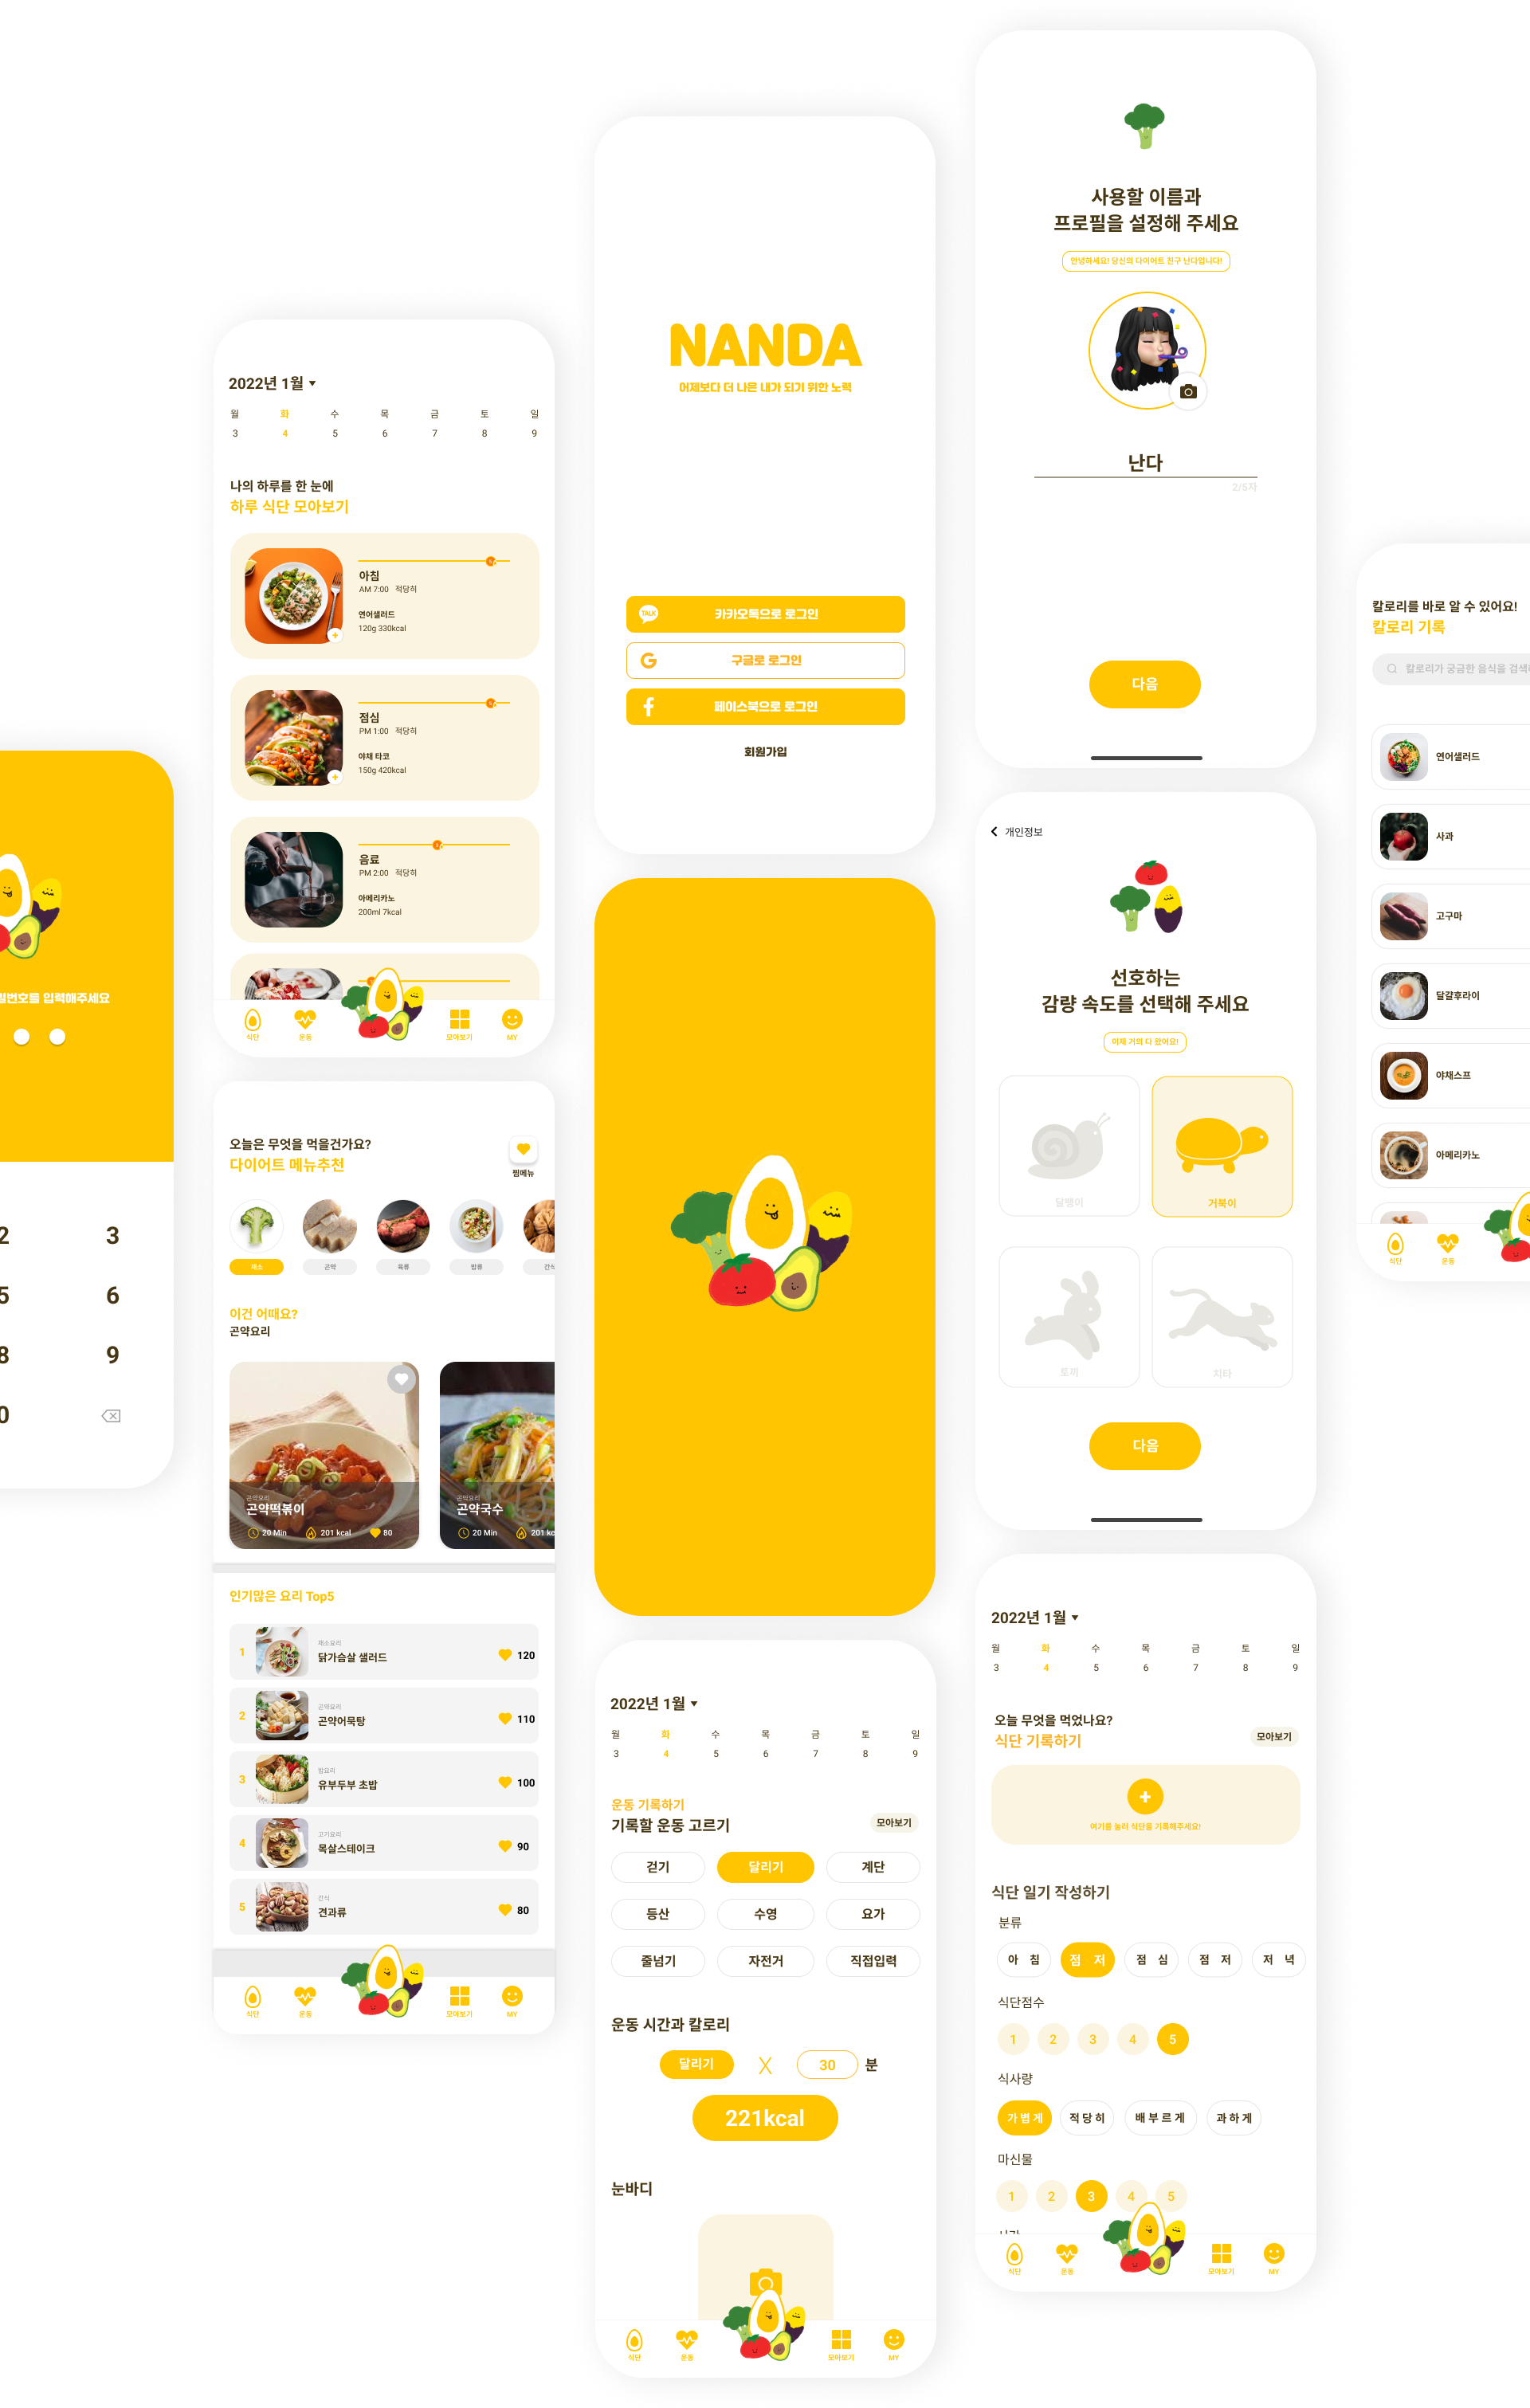 밀번호를 입력해주세요
2
3
5
6
8
9
0
2022년 1월
월 화 수 목 금 토 일
3 4 5 6 7 8 9
나의 하루를 한 눈에
하루 식단 모아보기
아침
AM 7:00 적당히
연어샐러드
120g 330kcal
점심
PM 1:00 적당히
야채 타코
150g 420kcal
음료
PM 2:00 적당히
아메리카노
200ml 7kcal
식단 운동 모아보기 MY
오늘은 무엇을 먹을건가요?
다이어트 메뉴추천
찜메뉴
채소 곤약 육류 밥류
이건 어때요?
곤약요리
곤약요리
곤약떡볶이
20 Min 201 kcal 80
곤약요리
곤약국수
20 Min 201 kc
인기많은 요리 Top5
1
채소요리
닭가슴살 샐러드
120
2
곤약요리
곤약어묵탕
110
3
밥요리
유부두부 초밥
100
4
고기요리
목살스테이크
90
5
간식
견과류
80
식단 운동 모아보기 MY
NANDA
어제보다 더 나은 내가 되기 위한 노력
TALK
카카오톡으로 로그인
구글로 로그인
페이스북으로 로그인
회원가입
2022년 1월
월 화 수 목 금 토 일
3 4 5 6 7 8 9
운동 기록하기
기록할 운동 고르기
모아보기
걷기 달리기 계단
등산 수영 요가
줄넘기 자전거 직접입력
운동 시간과 칼로리
달리기 X 30 분
221kcal
눈바디
식단 운동 모아보기 MY
사용할 이름과
프로필을 설정해 주세요
안녕하세요! 당신의 다이어트 친구 난다입니다!
난다
2/5자
다음
개인정보
선호하는
감량 속도를 선택해 주세요
이제 거의 다 왔어요!
달팽이 거북이
토끼 치타
다음
2022년 1월
월 화 수 목 금 토 일
3 4 5 6 7 8 9
오늘 무엇을 먹었나요?
식단 기록하기
모아보기
여기를 눌러 식단을 기록해주세요!
식단 일기 작성하기
분류
아 침 점 저 점 심 점 저 저 녁
식단점수
1 2 3 4 5
식사량
가볍게 적당히 배부르게 과하게
마신물
1 2 3 4 5
식단 운동 모아보기 MY
칼로리를 바로 알 수 있어요!
칼로리 기록
칼로리가 궁금한 음식을 검색
연어샐러드
사과
고구마
달걀후라이
야채스프
아메리카노
식단 운동